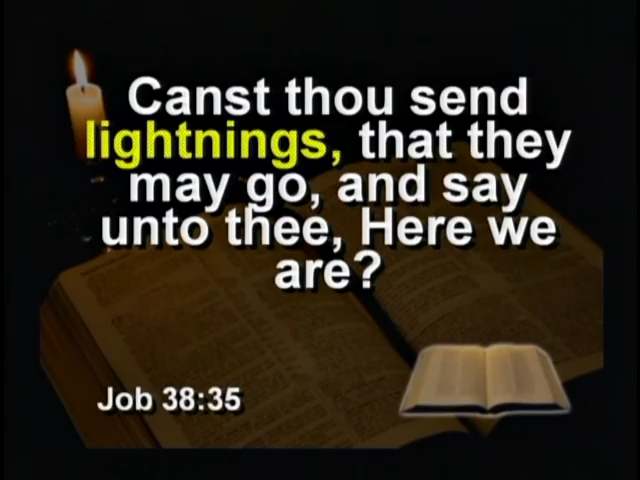 Canst thou send
lightnings, that they
may go, and say
unto thee, Here we
are?
Job 38:35